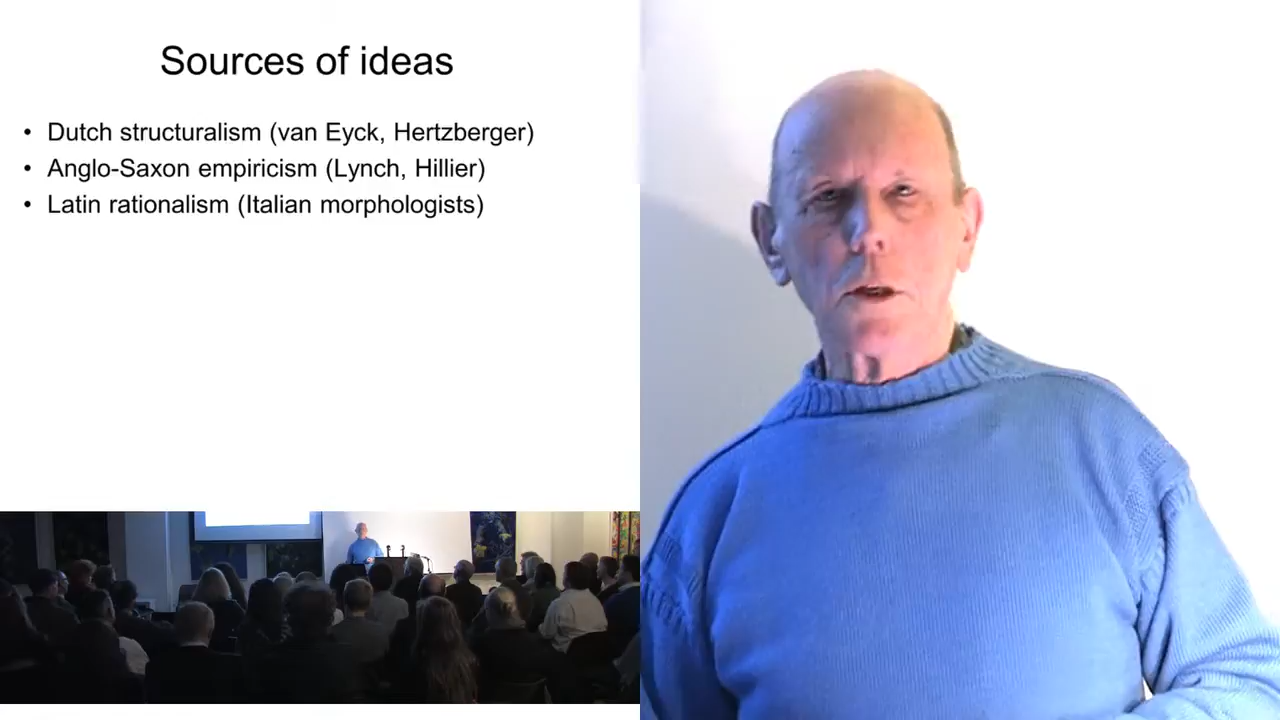 Sources of ideas
• Dutch structuralism (van Eyck, Hertzberger)
• Anglo-Saxon empiricism (Lynch, Hillier)
• Latin rationalism (Italian morphologists)